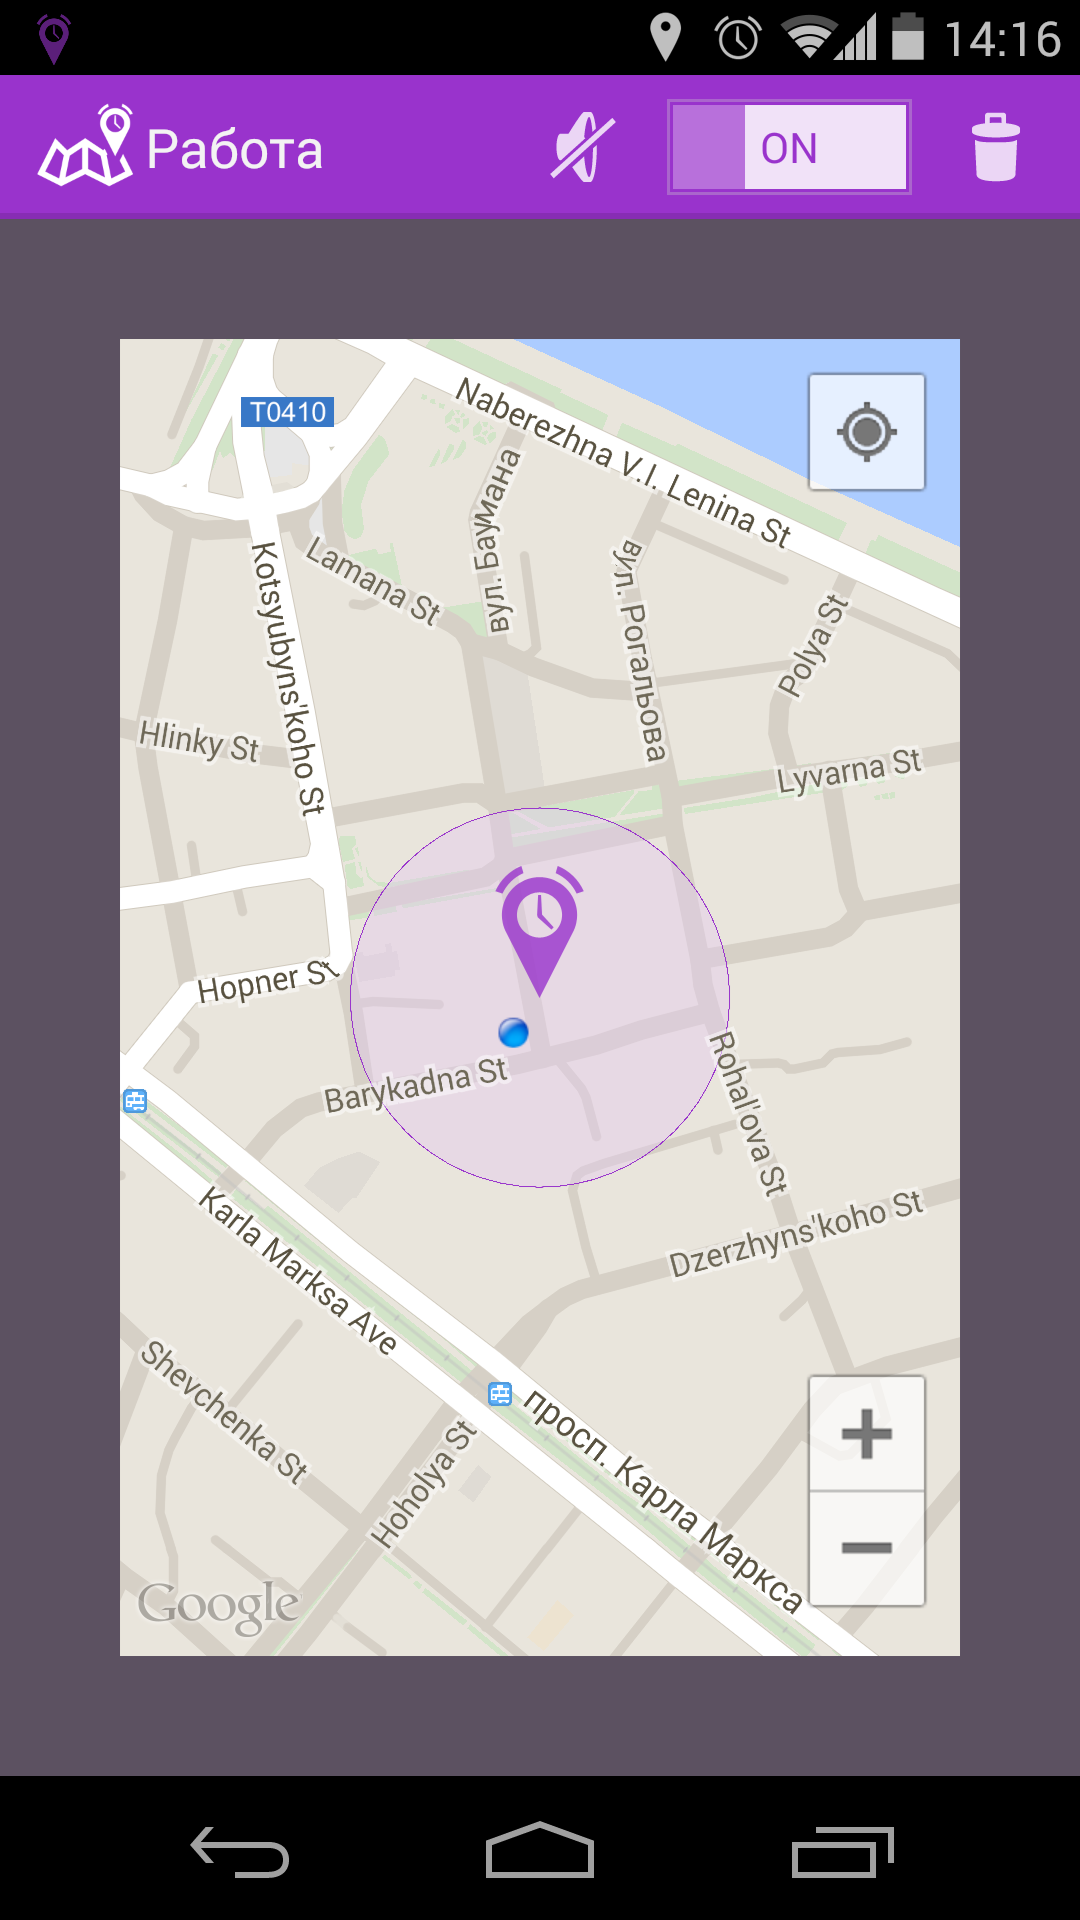 14:16
Работа
ON
T0410
Naberezhna V.I. Lenina St
вул. Баумана
Lamana St
Kotsyubyns'koho St
вул. Рогальова
Polya St
Hlinky St
Lyvarna St
Hopner St
Barykadna St
Rohal'ova St
Karla Marksa Ave
Dzerzhyns'koho St
Shevchenka St
Hoholya St
просп. Карла Маркса
Google